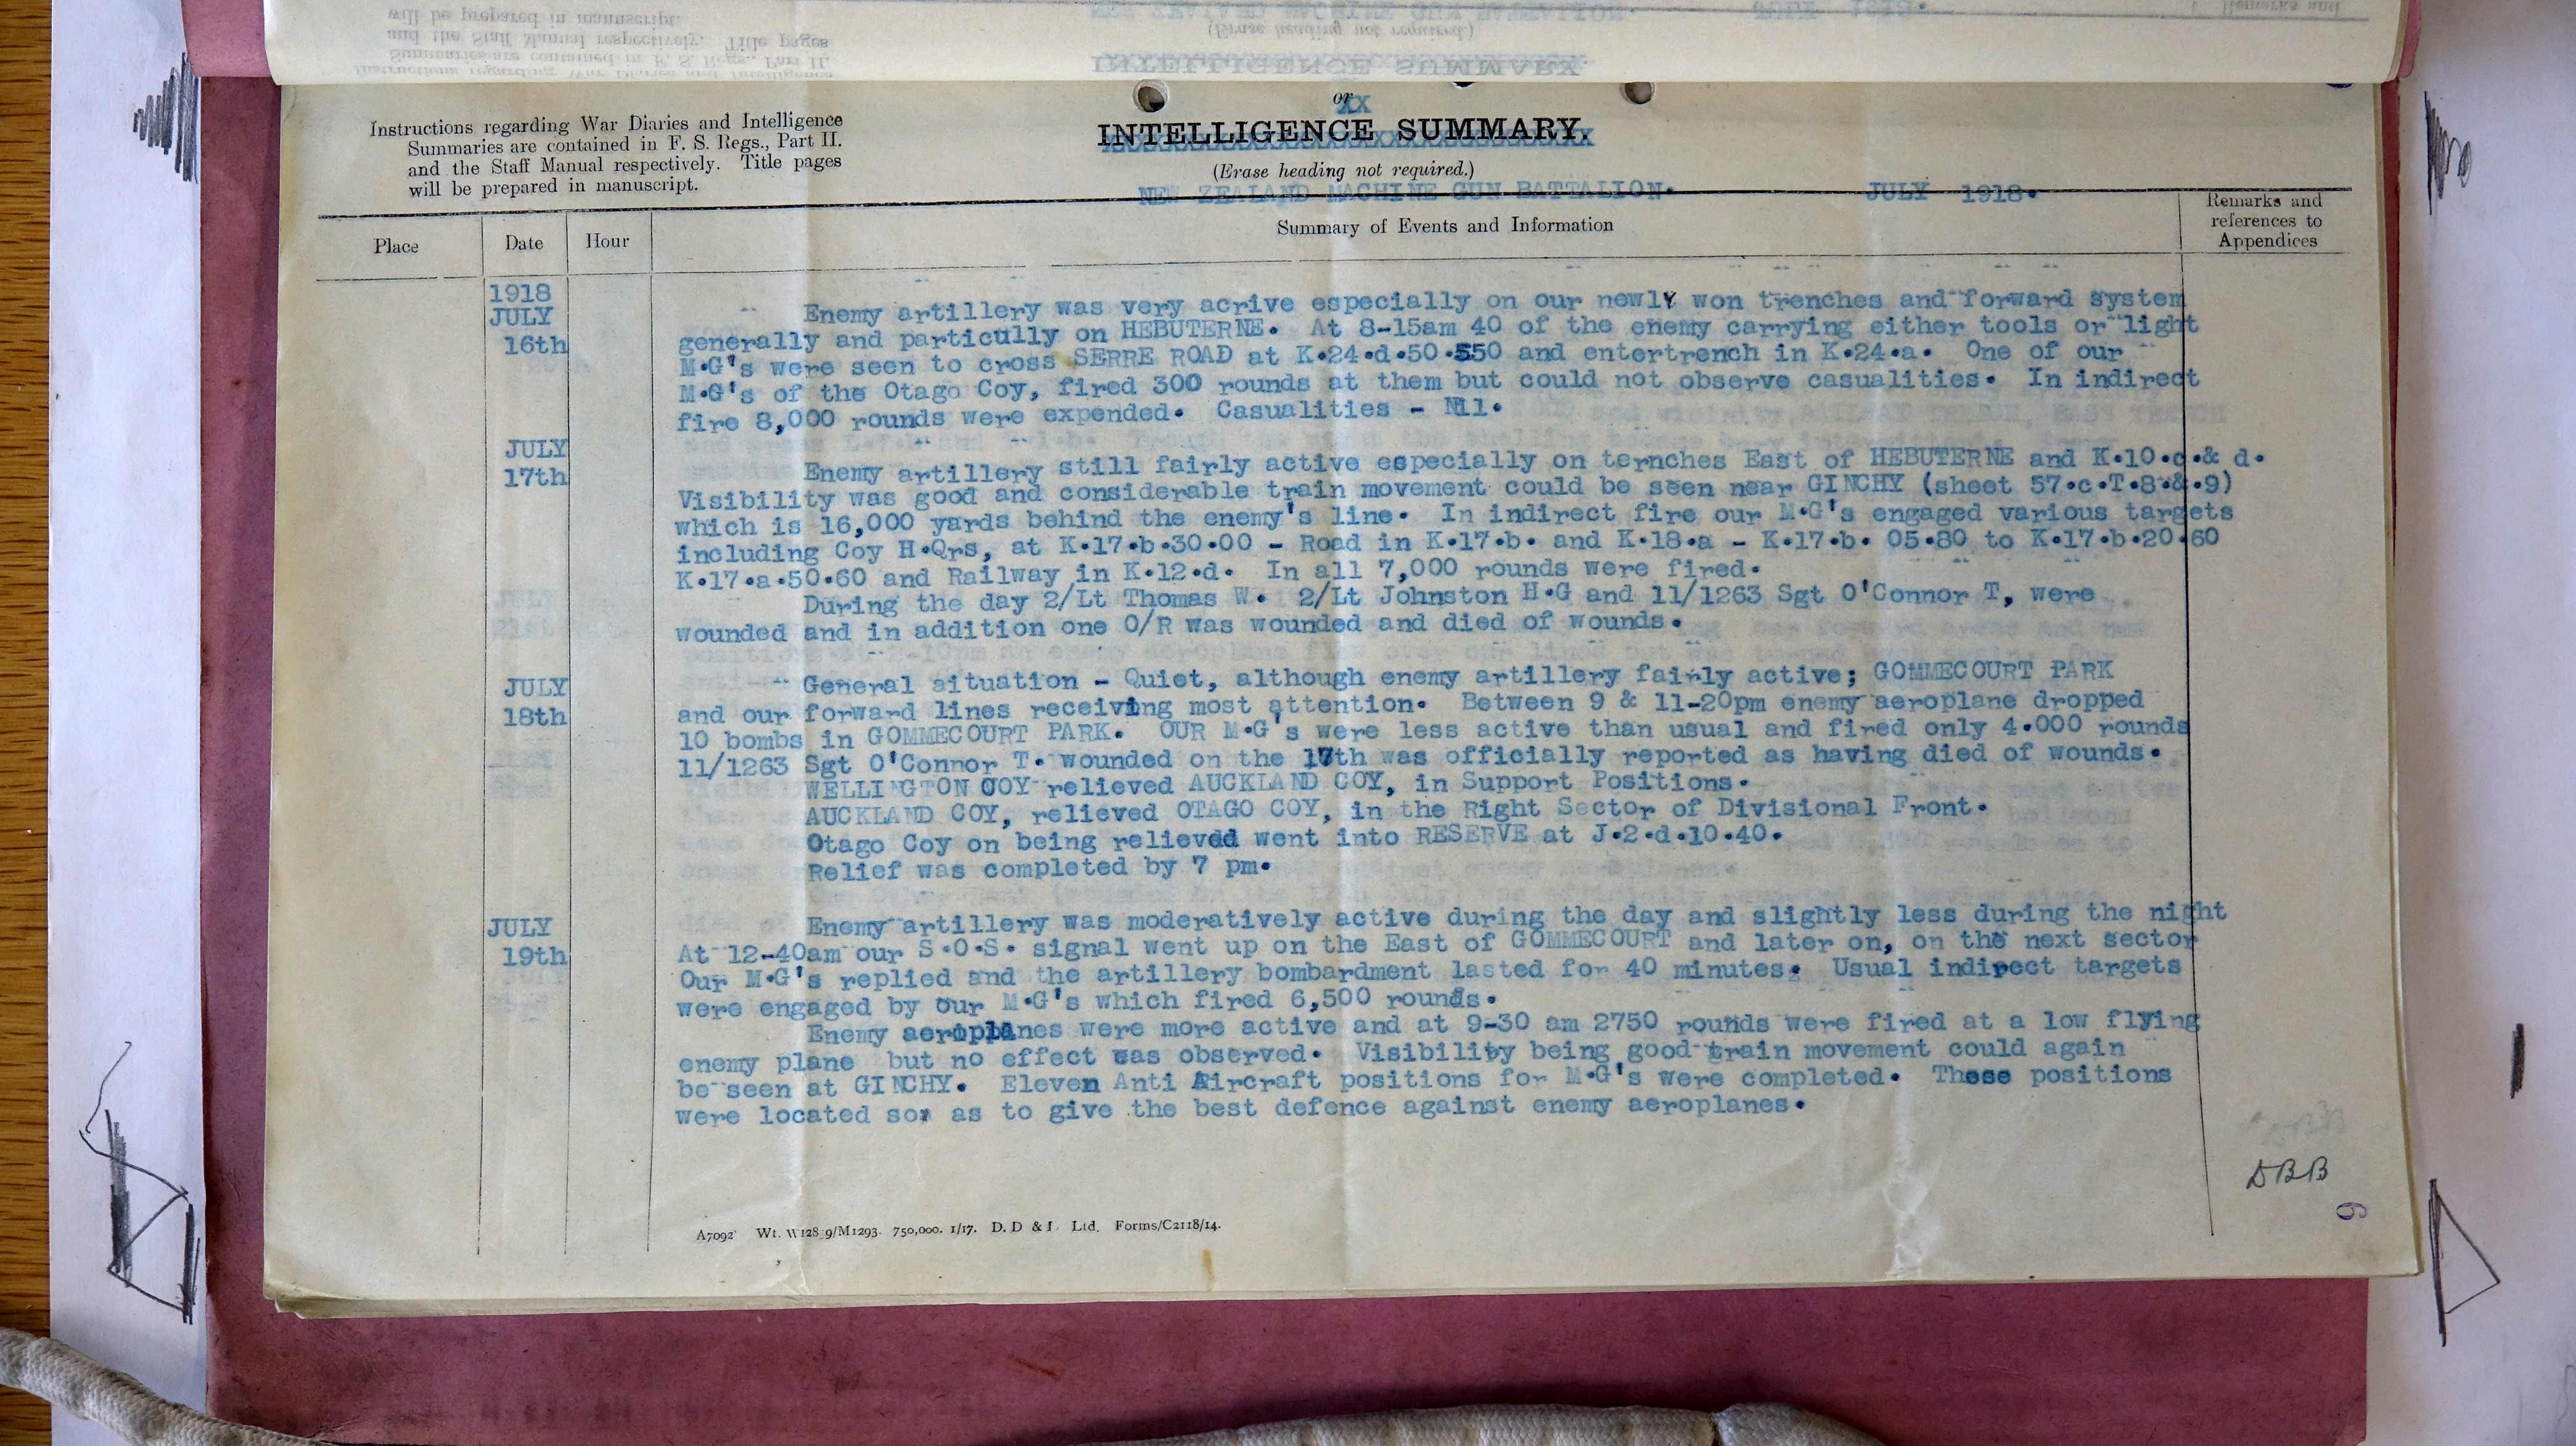 Instructions regarding War Diaries and Intelligence
Summaries are contained in F. S. Regs., Part II.
and the Staff Manual respectively. Title pages
will be prepared in manuscript.
or
XX
INTELLIGENCE SUMMARY.
(Erase heading not required.)
NEW ZEALAND MACHINE GUN BATTALION. JULY 1918.
Place
Date
Hour
Summary of Events and Information
Remarks and
references to
Appendices
1918
JULY
16th
Enemy artillery was very acrive especially on our newly won trenches and forward system
generally and particully on HEBUTERNE. At 8-15am 40 of the enemy carrying either tools or light
M.G's were seen to cross SERRE ROAD at K.24.d.50.550 and entertrench in K.24.a. One of our
M.G's of the Otago Coy, fired 300 rounds at them but could not observe casualities. In indirect
fire 8,000 rounds were expended. Casualities - Nil.
JULY
17th
Enemy artillery still fairly active especially on ternches East of HEBUTERNE and K.10.c.& d.
Visibility was good and considerable train movement could be seen near GINCHY (sheet 57.c.T.8.&.9)
which is 16,000 yards behind the enemy's line. In indirect fire our M.G's engaged various targets
including Coy H.Qrs, at K.17.b.30.00 - Road in K.17.b. and K.18.a - K.17.b. 05.80 to K.17.b.20.60
K.17.a.50.60 and Railway in K.12.d. In all 7,000 rounds were fired.
During the day 2/Lt Thomas W. 2/Lt Johnston H.G and 11/1263 Sgt O'Connor T, were
wounded and in addition one O/R was wounded and died of wounds.
JULY
18th
General aituation - Quiet, although enemy artillery fairly active; GOMMECOURT PARK
and our forward lines receiving most attention. Between 9 & 11-20pm enemy aeroplane dropped
10 bombs in GOMMECOURT PARK. OUR M.G's were less active than usual and fired only 4.000 rounds
11/1263 Sgt O'Connor T. wounded on the 17th was officially reported as having died of wounds.
WELLINGTON COY relieved AUCKLAND COY, in Support Positions.
AUCKLAND COY, relieved OTAGO COY, in the Right Sector of Divisional Front.
Otago Coy on being relieved went into RESERVE at J.2.d.10.40.
Relief was completed by 7 pm.
JULY
19th
Enemy artillery was moderatively active during the day and slightly less during the night
At 12-40am our S.O.S. signal went up on the East of GOMMECOURT and later on, on the next sector
Our M.G's replied and the artillery bombardment lasted for 40 minutes. Usual indirect targets
were engaged by our M.G's which fired 6,500 rounds.
Enemy aeroplanes were more active and at 9-30 am 2750 rounds were fired at a low flying
enemy plane but no effect was observed. Visibility being good train movement could again
be seen at GINCHY. Eleven Anti Aircraft positions for M.G's were completed. These positions
were located so as to give the best defence against enemy aeroplanes.
DBB
9
A7092 Wt. 9/M1293. 750,000. 1/17. D. D & L. Ltd. Forms/C2118/14.